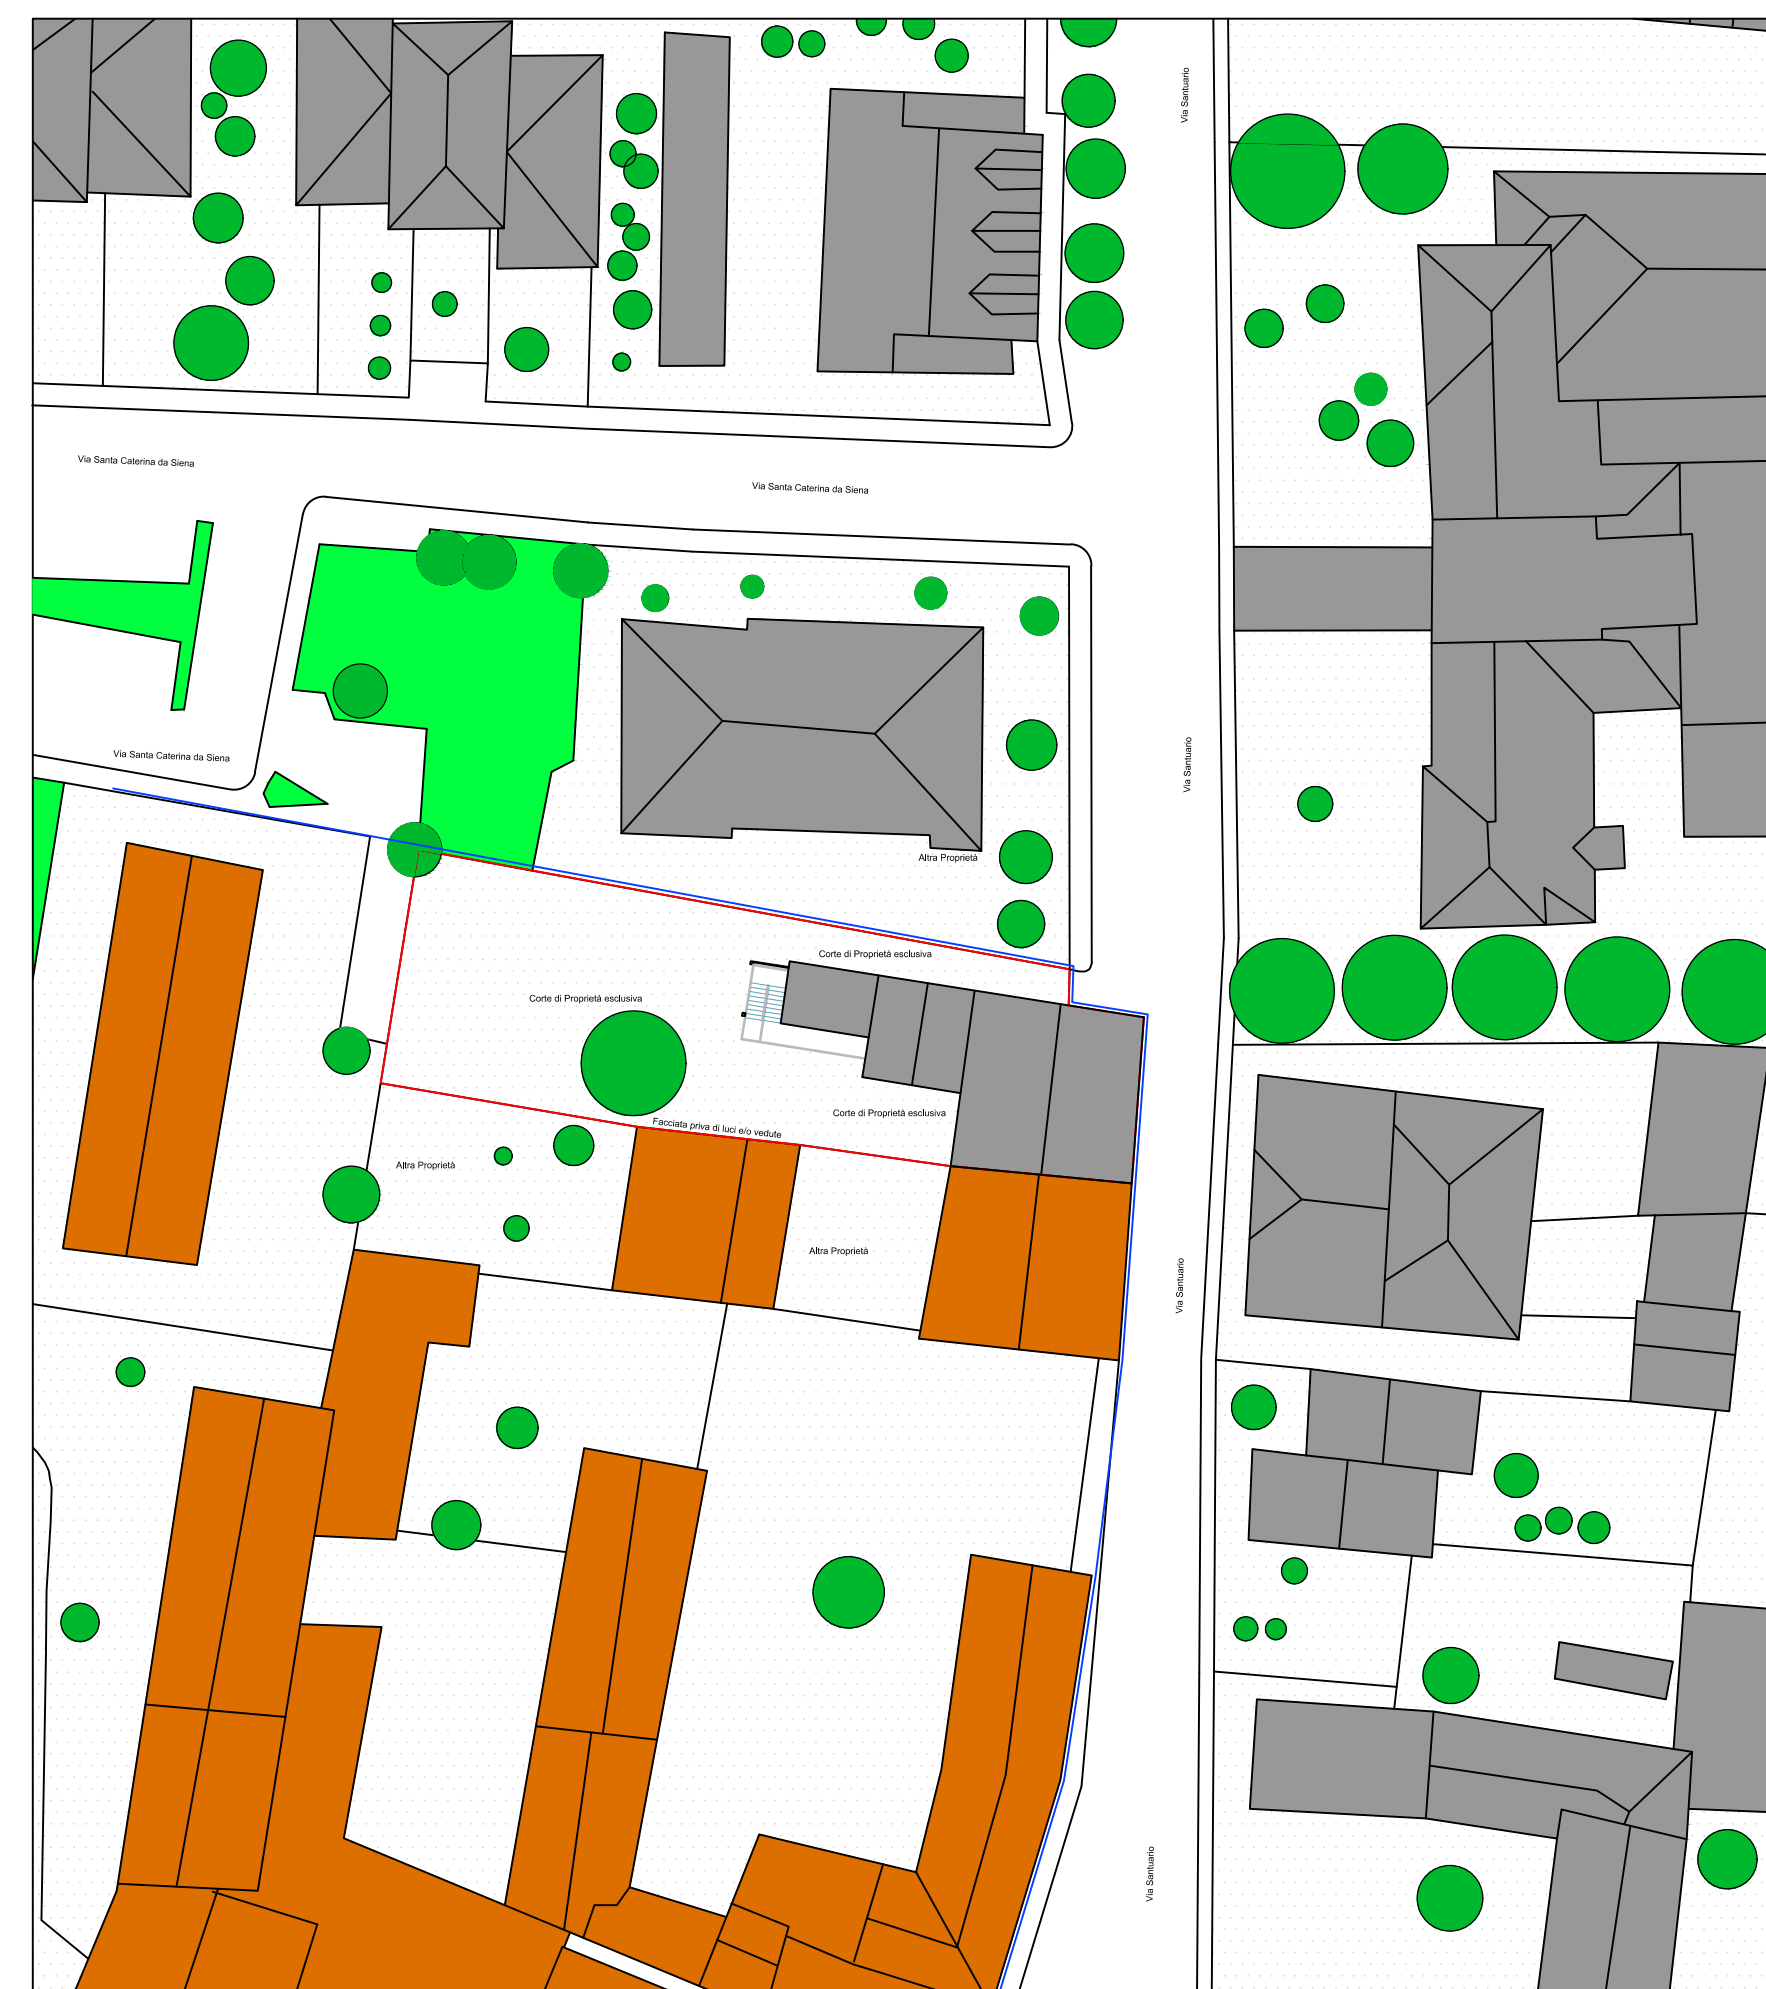 Via Santuario
Via Santa Caterina da Siena
Via Santa Caterina da Siena
Via Santa Caterina da Siena
Via Santuario
Altra Proprietà
Corte di Proprietà esclusiva
Corte di Proprietà esclusiva
Corte di Proprietà esclusiva
Facciata priva di luci e/o vedute
Altra Proprietà
Altra Proprietà
Via Santuario
Via Santuario